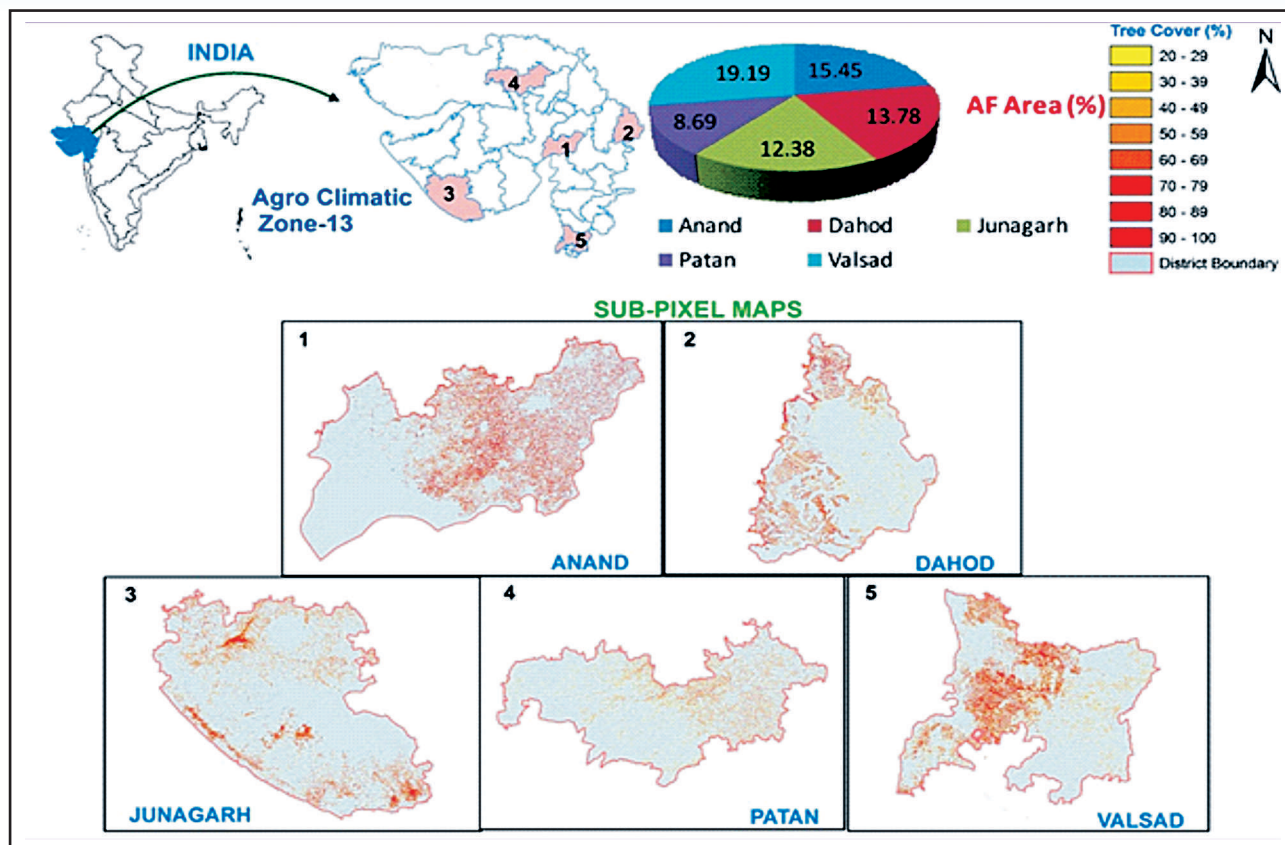 INDIA
Agro Climatic
Zone-13
4
2
1
3
5
19.19
15.45
8.69
13.78
12.38
AF Area (%)
Anand
Dahod
Junagarh
Patan
Valsad
Tree Cover (%)
20 - 29
30 - 39
40 - 49
50 - 59
60 - 69
70 - 79
80 - 89
90 - 100
District Boundary
N
SUB-PIXEL MAPS
1
ANAND
2
DAHOD
3
JUNAGARH
4
PATAN
5
VALSAD